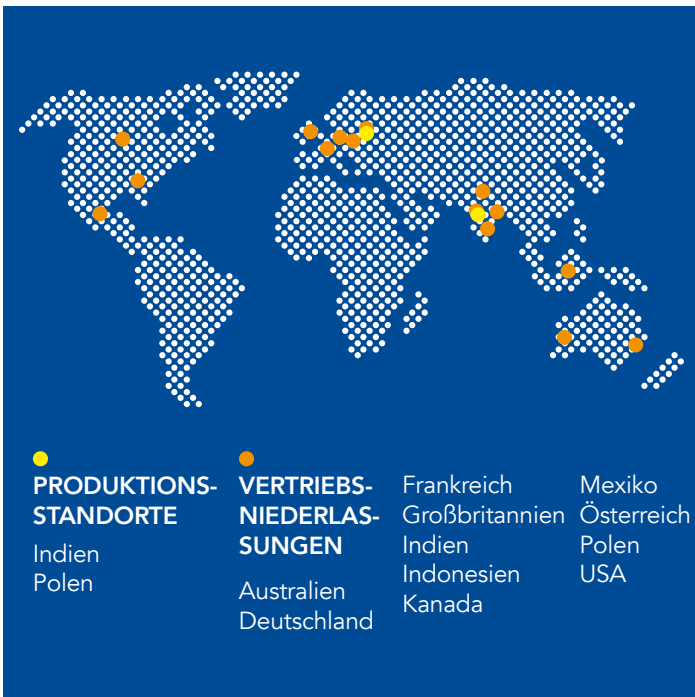 PRODUKTIONS-
STANDORTE
Indien
Polen
VERTRIEBS-
NIEDERLAS-
SUNGEN
Australien
Deutschland
Frankreich
Großbritannien
Indien
Indonesien
Kanada
Mexiko
Österreich
Polen
USA